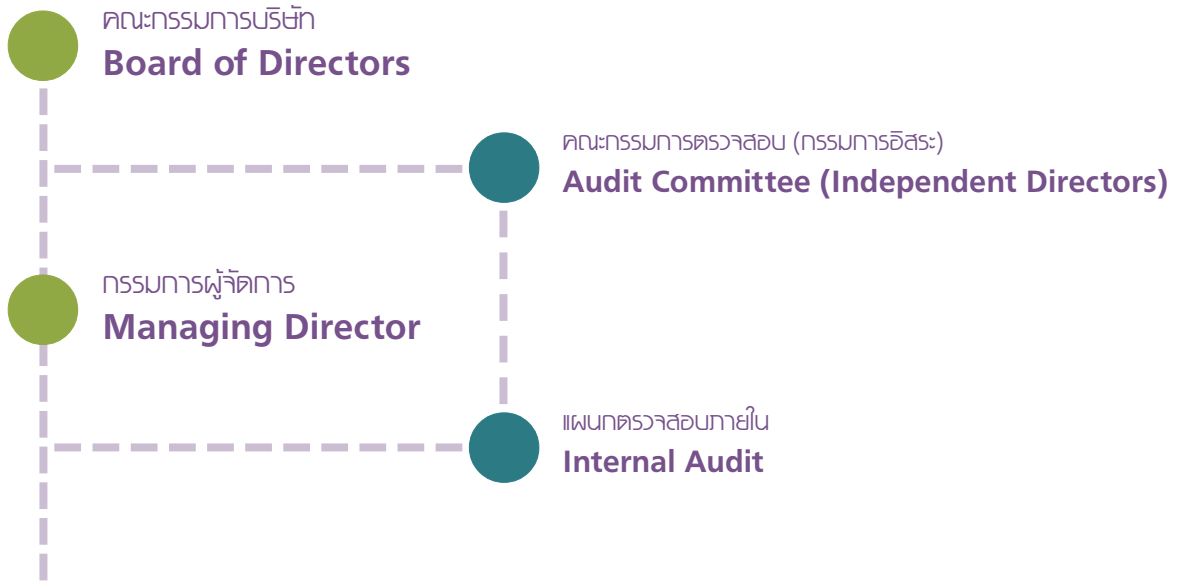 คณะกรรมการบริษัท
Board of Directors
คณะกรรมการตรวจสอบ (กรรมการอิสระ)
Audit Committee (Independent Directors)
กรรมการผู้จัดการ
Managing Director
แผนกตรวจสอบภายใน
Internal Audit